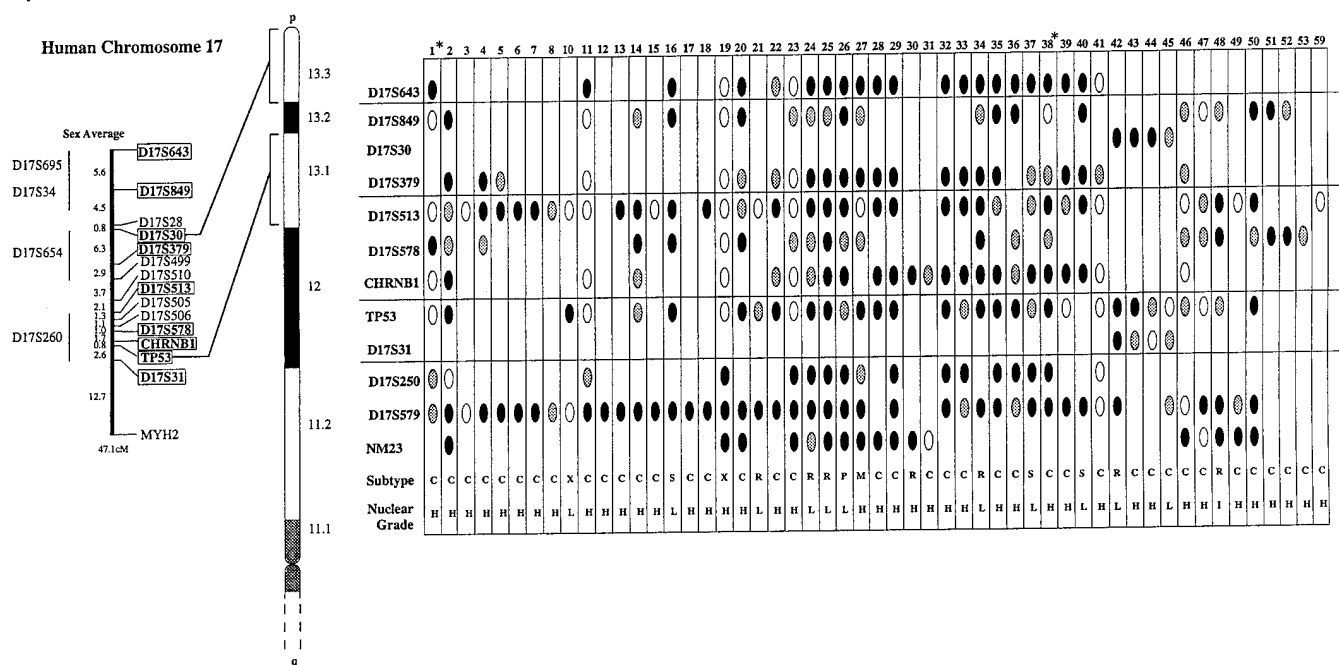 p
Human Chromosome 17
Sex Average
D17S695
D17S34
D17S654
D17S260
5.6
4.5
0.8
6.3
2.9
3.7
2.1
1.3
1.1
0.8
2.6
12.7
47.1cM
D17S643
D17S849
D17S28
D17S30
D17S379
D17S499
D17S510
D17S513
D17S505
D17S506
D17S578
CHRNB1
TP53
D17S31
MYH2
13.3
13.2
13.1
12
11.2
11.1
q
1* 2 3 4 5 22 7 8 10 11 12 13 14 15 16 17 18 19 20 21 22 23 24 25 26 27 28 29 30 31 32 33 34 35 36 37 38* 39 40 41 42 43 44 45 46 47 48 49 50 51 52 53 59
D17S643
D17S849
D17S30
D17S379
D17S513
D17S578
CHRNB1
TP53
D17S31
D17S250
D17S579
NM23
Subtype C C C C C C C C X C C C C C S C C X C R C C R R P M C C R C C C R C C S C C S C R C C C C C R C C C C C C
Nuclear Grade H H H H H H H H L H H H H H L H H H H L H H L L L H H H H H H H L H H L H H L H L H H L H H I H H H H H H